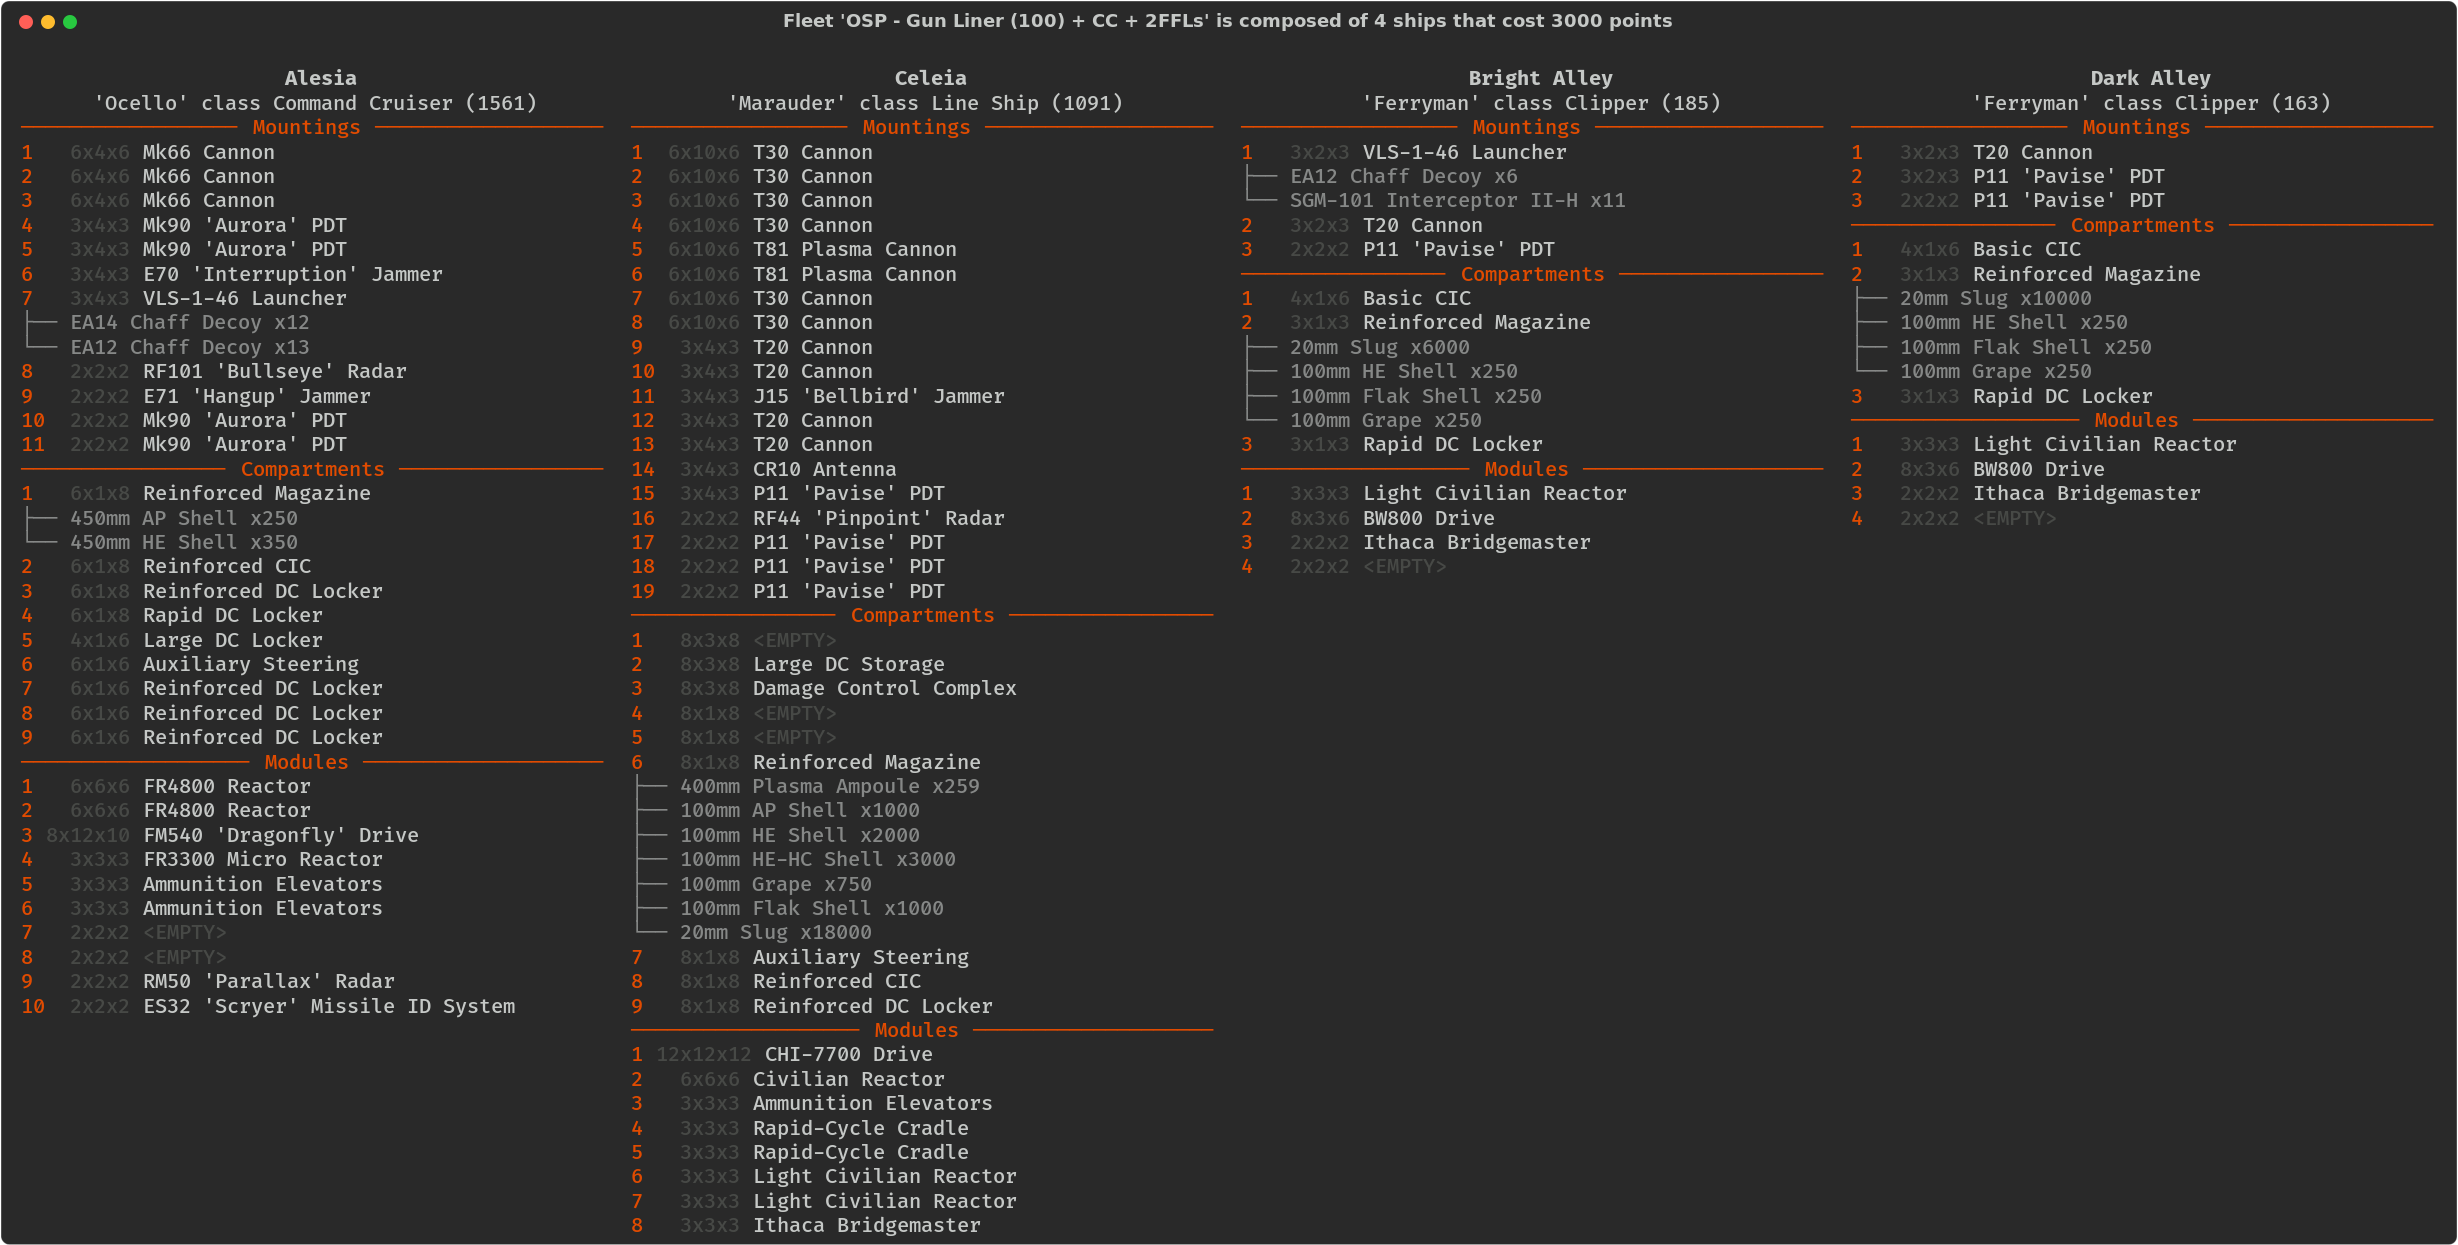 Fleet 'OSP - Gun Liner (100) + CC + 2FFLs' is composed of 4 ships that cost 3000 points
Alesia
'Ocello' class Command Cruiser (1561)
Mountings
1 6x4x6 Mk66 Cannon
2 6x4x6 Mk66 Cannon
3 6x4x6 Mk66 Cannon
4 3x4x3 Mk90 'Aurora' PDT
5 3x4x3 Mk90 'Aurora' PDT
6 3x4x3 E70 'Interruption' Jammer
7 3x4x3 VLS-1-46 Launcher
EA14 Chaff Decoy x12
EA12 Chaff Decoy x13
8 2x2x2 RF101 'Bullseye' Radar
9 2x2x2 E71 'Hangup' Jammer
10 2x2x2 Mk90 'Aurora' PDT
11 2x2x2 Mk90 'Aurora' PDT
Compartments
1 6x1x8 Reinforced Magazine
450mm AP Shell x250
450mm HE Shell x350
2 6x1x8 Reinforced CIC
3 6x1x8 Reinforced DC Locker
4 6x1x8 Rapid DC Locker
5 4x1x6 Large DC Locker
6 6x1x6 Auxiliary Steering
7 6x1x6 Reinforced DC Locker
8 6x1x6 Reinforced DC Locker
9 6x1x6 Reinforced DC Locker
Modules
1 6x6x6 FR4800 Reactor
2 6x6x6 FR4800 Reactor
3 8x12x10 FM540 'Dragonfly' Drive
4 3x3x3 FR3300 Micro Reactor
5 3x3x3 Ammunition Elevators
6 3x3x3 Ammunition Elevators
7 2x2x2 <EMPTY>
8 2x2x2 <EMPTY>
9 2x2x2 RM50 'Parallax' Radar
10 2x2x2 ES32 'Scryer' Missile ID System
Celeia
'Marauder' class Line Ship (1091)
Mountings
1 6x10x6 T30 Cannon
2 6x10x6 T30 Cannon
3 6x10x6 T30 Cannon
4 6x10x6 T30 Cannon
5 6x10x6 T81 Plasma Cannon
6 6x10x6 T81 Plasma Cannon
7 6x10x6 T30 Cannon
8 6x10x6 T30 Cannon
9 3x4x3 T20 Cannon
10 3x4x3 T20 Cannon
11 3x4x3 J15 'Bellbird' Jammer
12 3x4x3 T20 Cannon
13 3x4x3 T20 Cannon
14 3x4x3 CR10 Antenna
15 3x4x3 P11 'Pavise' PDT
16 2x2x2 RF44 'Pinpoint' Radar
17 2x2x2 P11 'Pavise' PDT
18 2x2x2 P11 'Pavise' PDT
19 2x2x2 P11 'Pavise' PDT
Compartments
1 8x3x8 <EMPTY>
2 8x3x8 Large DC Storage
3 8x3x8 Damage Control Complex
4 8x1x8 <EMPTY>
5 8x1x8 <EMPTY>
6 8x1x8 Reinforced Magazine
400mm Plasma Ampoule x259
100mm AP Shell x1000
100mm HE Shell x2000
100mm HE-HC Shell x3000
100mm Grape x750
100mm Flak Shell x1000
20mm Slug x18000
7 8x1x8 Auxiliary Steering
8 8x1x8 Reinforced CIC
9 8x1x8 Reinforced DC Locker
Modules
1 12x12x12 CHI-7700 Drive
2 6x6x6 Civilian Reactor
3 3x3x3 Ammunition Elevators
4 3x3x3 Rapid-Cycle Cradle
5 3x3x3 Rapid-Cycle Cradle
6 3x3x3 Light Civilian Reactor
7 3x3x3 Light Civilian Reactor
8 3x3x3 Ithaca Bridgemaster
Bright Alley
'Ferryman' class Clipper (185)
Mountings
1 3x2x3 VLS-1-46 Launcher
EA12 Chaff Decoy x6
SGM-101 Interceptor II-H x11
2 3x2x3 T20 Cannon
3 2x2x2 P11 'Pavise' PDT
Compartments
1 4x1x6 Basic CIC
2 3x1x3 Reinforced Magazine
20mm Slug x6000
100mm HE Shell x250
100mm Flak Shell x250
100mm Grape x250
3 3x1x3 Rapid DC Locker
Modules
1 3x3x3 Light Civilian Reactor
2 8x3x6 BW800 Drive
3 2x2x2 Ithaca Bridgemaster
4 2x2x2 <EMPTY>
Dark Alley
'Ferryman' class Clipper (163)
Mountings
1 3x2x3 T20 Cannon
2 3x2x3 P11 'Pavise' PDT
3 2x2x2 P11 'Pavise' PDT
Compartments
1 4x1x6 Basic CIC
2 3x1x3 Reinforced Magazine
20mm Slug x10000
100mm HE Shell x250
100mm Flak Shell x250
100mm Grape x250
3 3x1x3 Rapid DC Locker
Modules
1 3x3x3 Light Civilian Reactor
2 8x3x6 BW800 Drive
3 2x2x2 Ithaca Bridgemaster
4 2x2x2 <EMPTY>